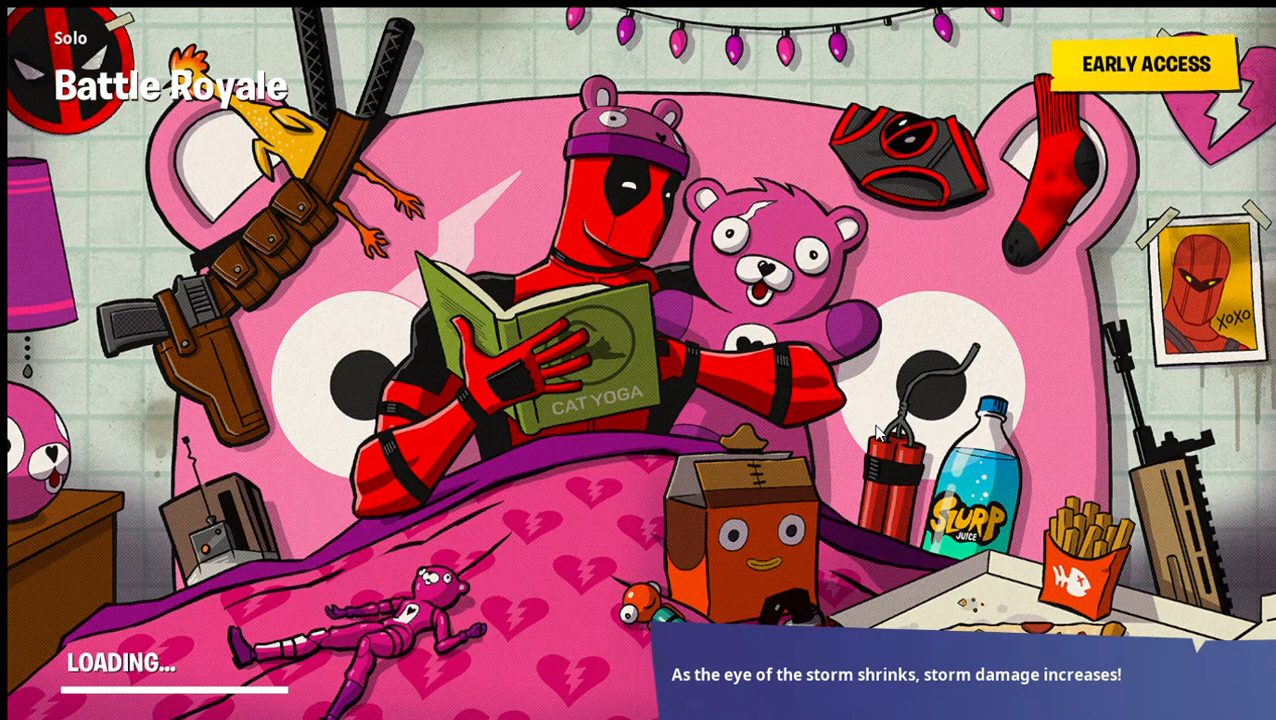 Solo
Battle Royale
EARLY ACCESS
XOXO
CAT YOGA
SLURP
JUICE
LOADING...
As the eye of the storm shrinks, storm damage increases!